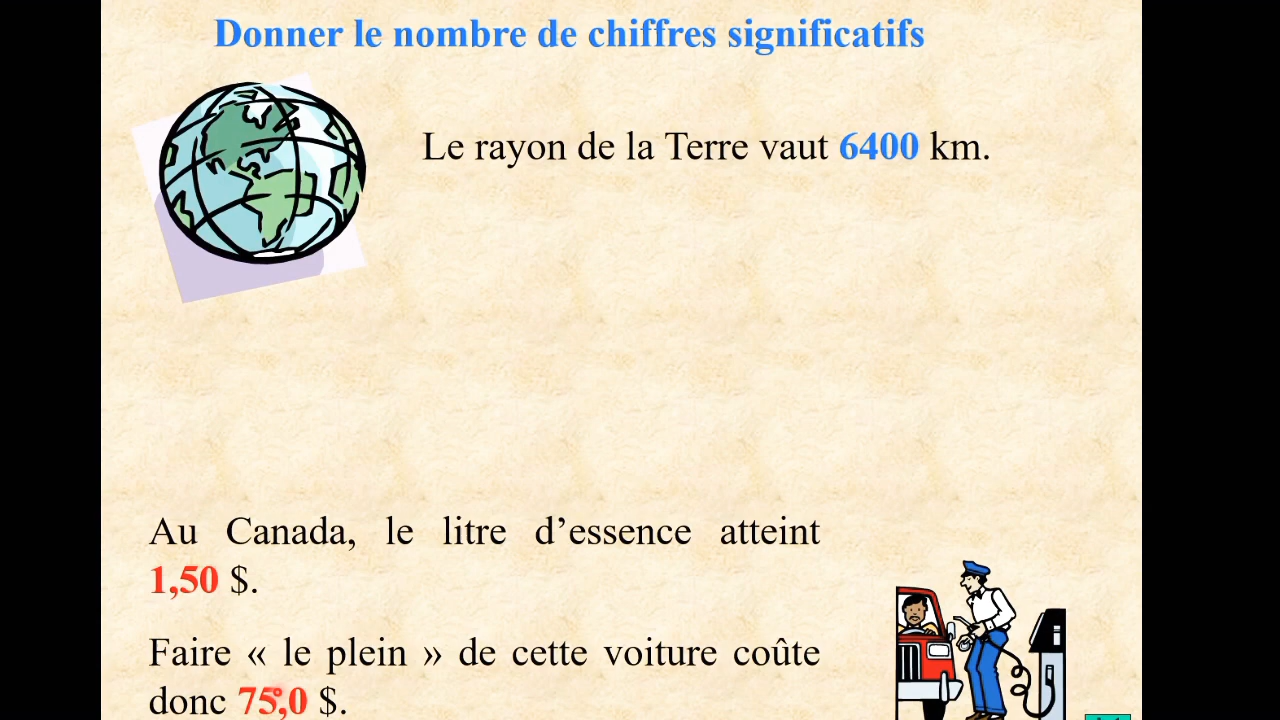 Donner le nombre de chiffres significatifs
Le rayon de la Terre vaut 6400 km.
Au Canada, le litre d’essence atteint
1,50 $.
Faire « le plein » de cette voiture coûte
donc 75,0 $.